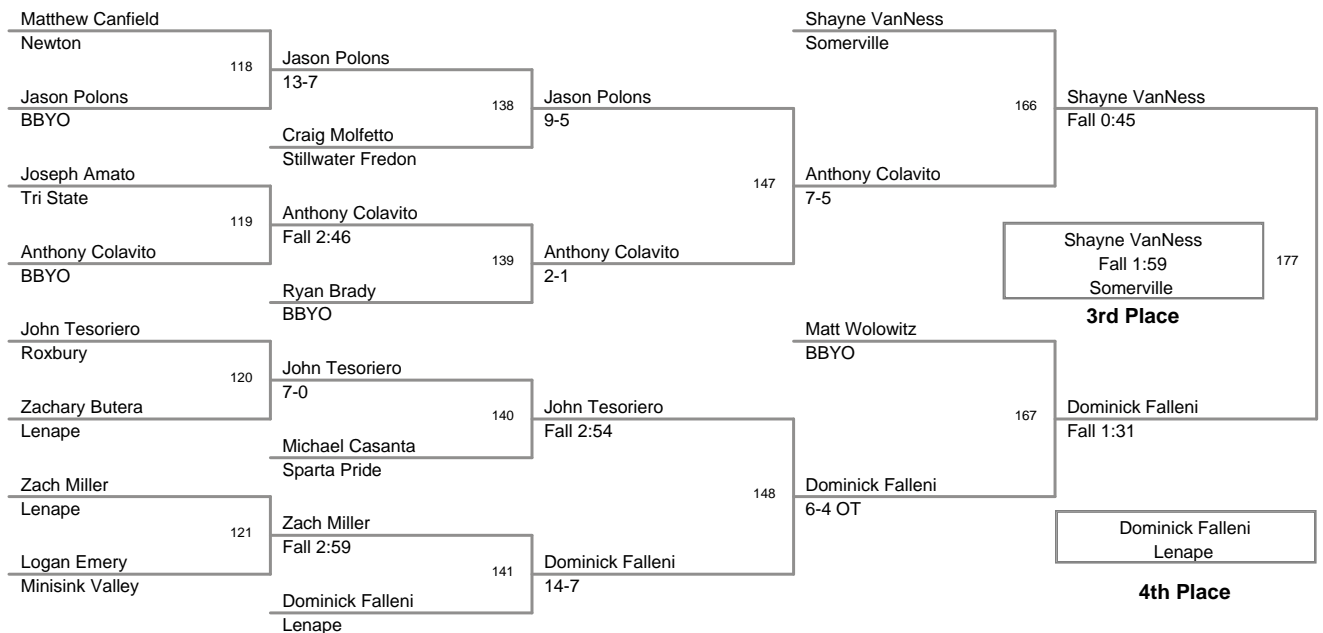 Matthew Canfield
Newton
118
Jason Polons
BBYO
Joseph Amato
Tri State
119
Anthony Colavito
BBYO
John Tesoriero
Roxbury
120
Zachary Butera
Lenape
Zach Miller
Lenape
121
Logan Emery
Minisink Valley
Jason Polons
13-7
138
Craig Molfetto
Stillwater Fredon
Anthony Colavito
Fall 2:46
139
Ryan Brady
BBYO
John Tesoriero
7-0
140
Michael Casanta
Sparta Pride
Zach Miller
Fall 2:59
141
Dominick Falleni
Lenape
Jason Polons
9-5
147
Anthony Colavito
2-1
John Tesoriero
Fall 2:54
148
Dominick Falleni
14-7
Shayne VanNess
Somerville
166
Anthony Colavito
7-5
Matt Wolowitz
BBYO
167
Dominick Falleni
6-4 OT
Shayne VanNess
Fall 0:45
177
Dominick Falleni
Fall 1:31
Shayne VanNess
Fall 1:59
Somerville
3rd Place
Dominick Falleni
Lenape
4th Place